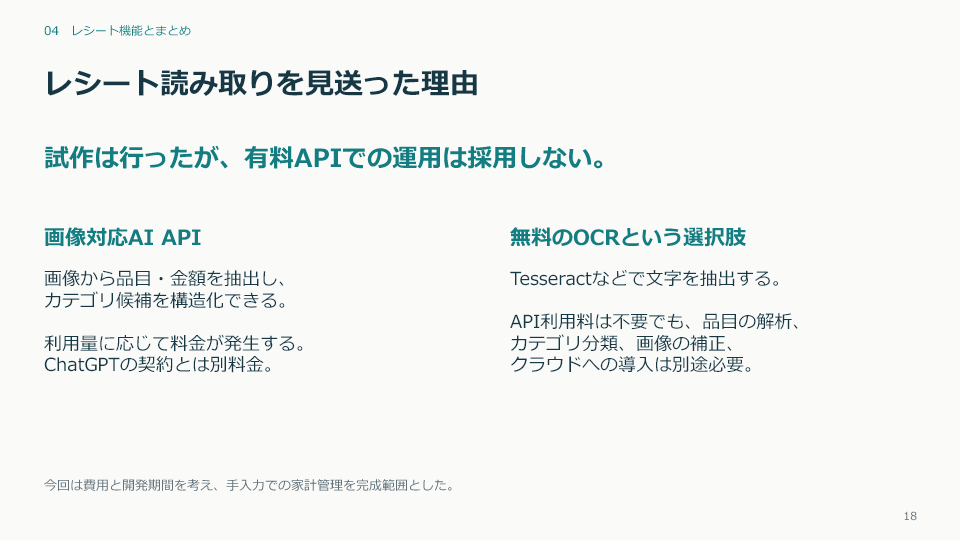 04 レシート機能とまとめ
レシート読み取りを見送った理由
試作は行ったが、有料APIでの運用は採用しない。
画像対応AI API
画像から品目・金額を抽出し、
カテゴリ候補を構造化できる。
利用量に応じて料金が発生する。
ChatGPTの契約とは別料金。
無料のOCRという選択肢
Tesseractなどで文字を抽出する。
API利用料は不要でも、品目の解析、
カテゴリ分類、画像の補正、
クラウドへの導入は別途必要。
今回は費用と開発期間を考え、手入力での家計管理を完成範囲とした。
18